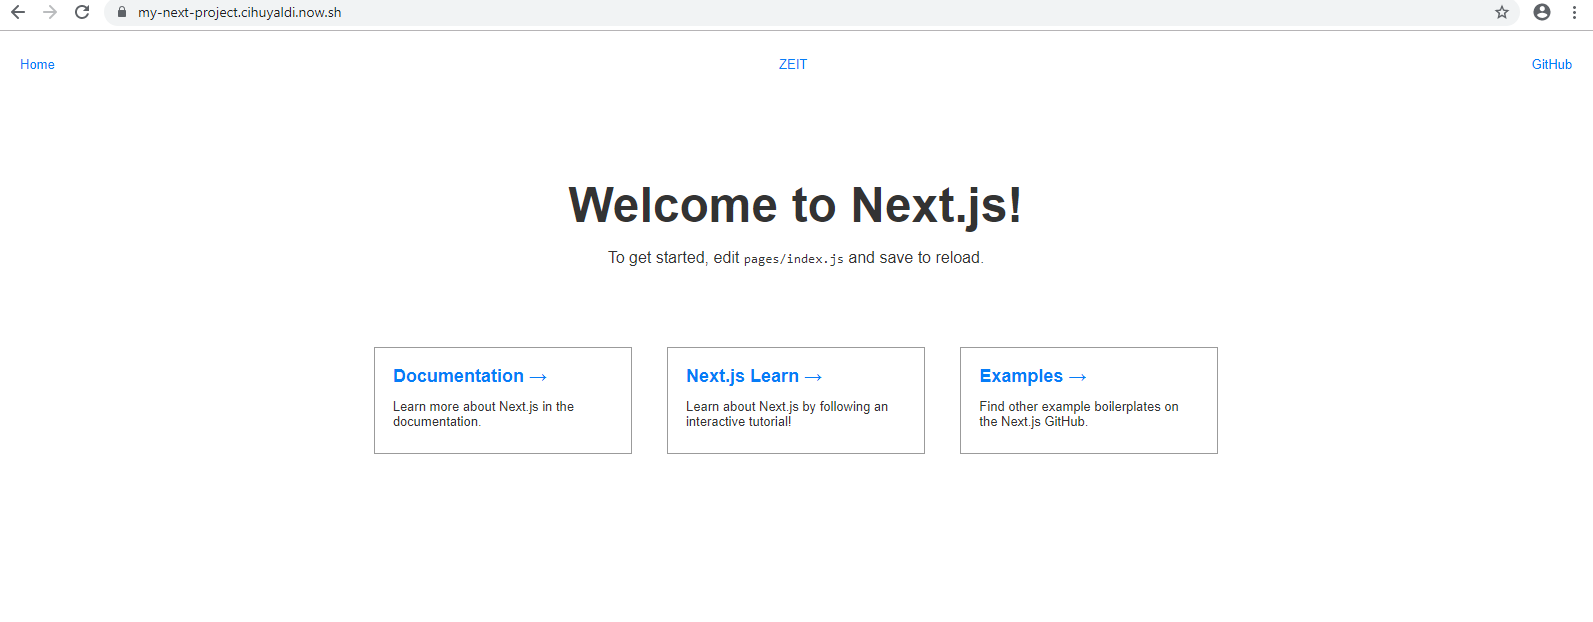 my-next-project.cihuyaldi.now.sh
Home
ZEIT
GitHub
Welcome to Next.js!
To get started, edit pages/index.js and save to reload.
Documentation →
Learn more about Next.js in the
documentation.
Next.js Learn →
Learn about Next.js by following an
interactive tutorial!
Examples →
Find other example boilerplates on
the Next.js GitHub.